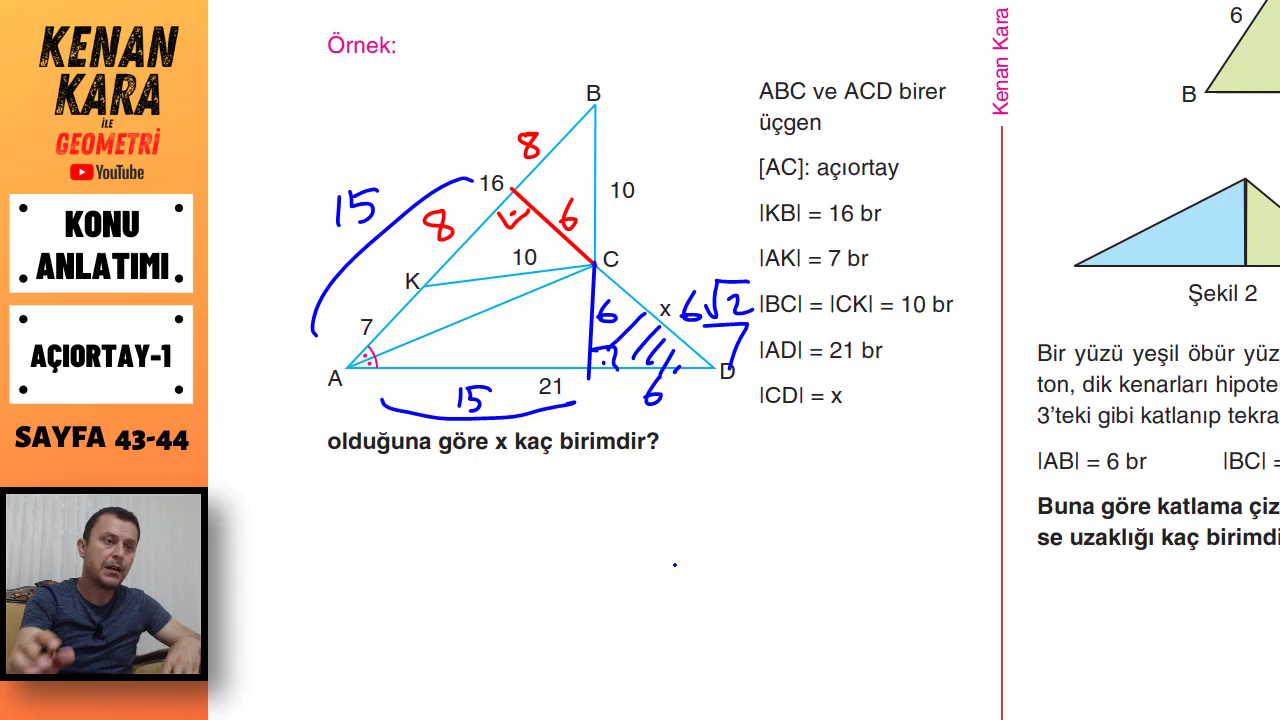 KENAN
KARA
İLE
GEOMETRİ
YouTube
KONU
ANLATIMI
AÇIORTAY-1
SAYFA 43-44
Örnek:
B
8
16
15
8
6
10
10
C
K
7
6
x
6√2
A
15
21
6
D
ABC ve ACD birer
üçgen
[AC]: açıortay
|KB| = 16 br
|AK| = 7 br
|BC| = |CK| = 10 br
|AD| = 21 br
|CD| = x
olduğuna göre x kaç birimdir?
Kenan Kara
6
B
Şekil 2
Bir yüzü yeşil öbür yüz
ton, dik kenarları hipote
3’teki gibi katlanıp tekra
|AB| = 6 br |BC| =
Buna göre katlama çiz
se uzaklığı kaç birimdi